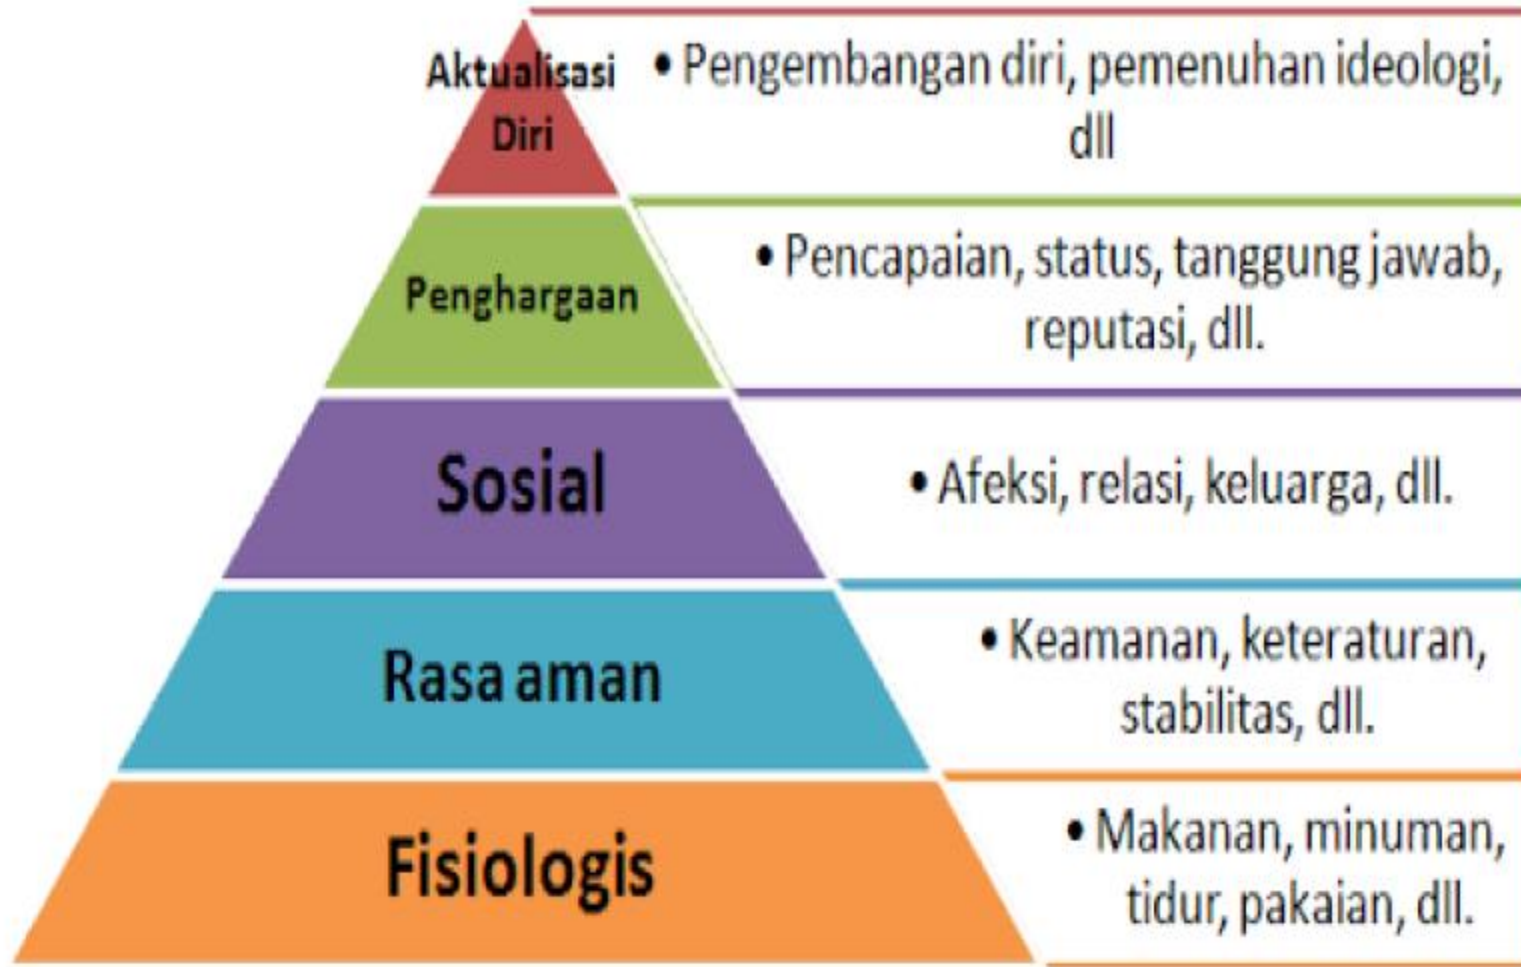 Aktualisasi
Diri
• Pengembangan diri, pemenuhan ideologi,
dll
Penghargaan
• Pencapaian, status, tanggung jawab,
reputasi, dll.
Sosial
• Afeksi, relasi, keluarga, dll.
Rasa aman
• Keamanan, keteraturan,
stabilitas, dll.
Fisiologis
• Makanan, minuman,
tidur, pakaian, dll.